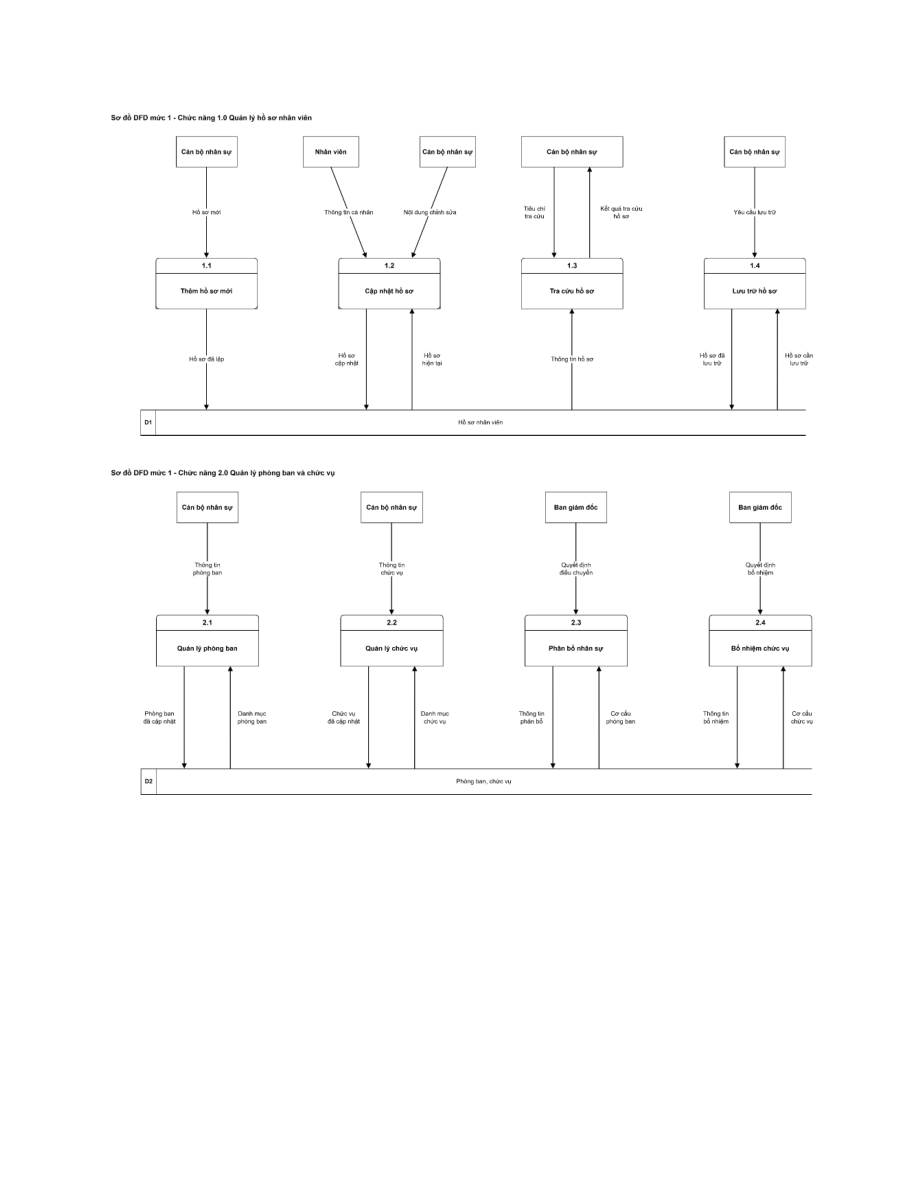 Sơ đồ DFD mức 1 - Chức năng 1.0 Quản lý hồ sơ nhân viên
Cán bộ nhân sự
Nhân viên
Cán bộ nhân sự
Cán bộ nhân sự
Cán bộ nhân sự
Hồ sơ mới
Thông tin cá nhân
Nội dung chỉnh sửa
Tiêu chí
tra cứu
Kết quả tra cứu
hồ sơ
Yêu cầu lưu trữ
1.1
Thêm hồ sơ mới
1.2
Cập nhật hồ sơ
1.3
Tra cứu hồ sơ
1.4
Lưu trữ hồ sơ
Hồ sơ đã lập
Hồ sơ
cập nhật
Hồ sơ
hiện tại
Thông tin hồ sơ
Hồ sơ đã
lưu trữ
Hồ sơ cần
lưu trữ
D1
Hồ sơ nhân viên
Sơ đồ DFD mức 1 - Chức năng 2.0 Quản lý phòng ban và chức vụ
Cán bộ nhân sự
Cán bộ nhân sự
Ban giám đốc
Ban giám đốc
Thông tin
phòng ban
Thông tin
chức vụ
Quyết định
điều chuyển
Quyết định
bổ nhiệm
2.1
Quản lý phòng ban
2.2
Quản lý chức vụ
2.3
Phân bổ nhân sự
2.4
Bổ nhiệm chức vụ
Phòng ban
đã cập nhật
Danh mục
phòng ban
Chức vụ
đã cập nhật
Danh mục
chức vụ
Thông tin
phân bổ
Cơ cấu
phòng ban
Thông tin
bổ nhiệm
Cơ cấu
chức vụ
D2
Phòng ban, chức vụ